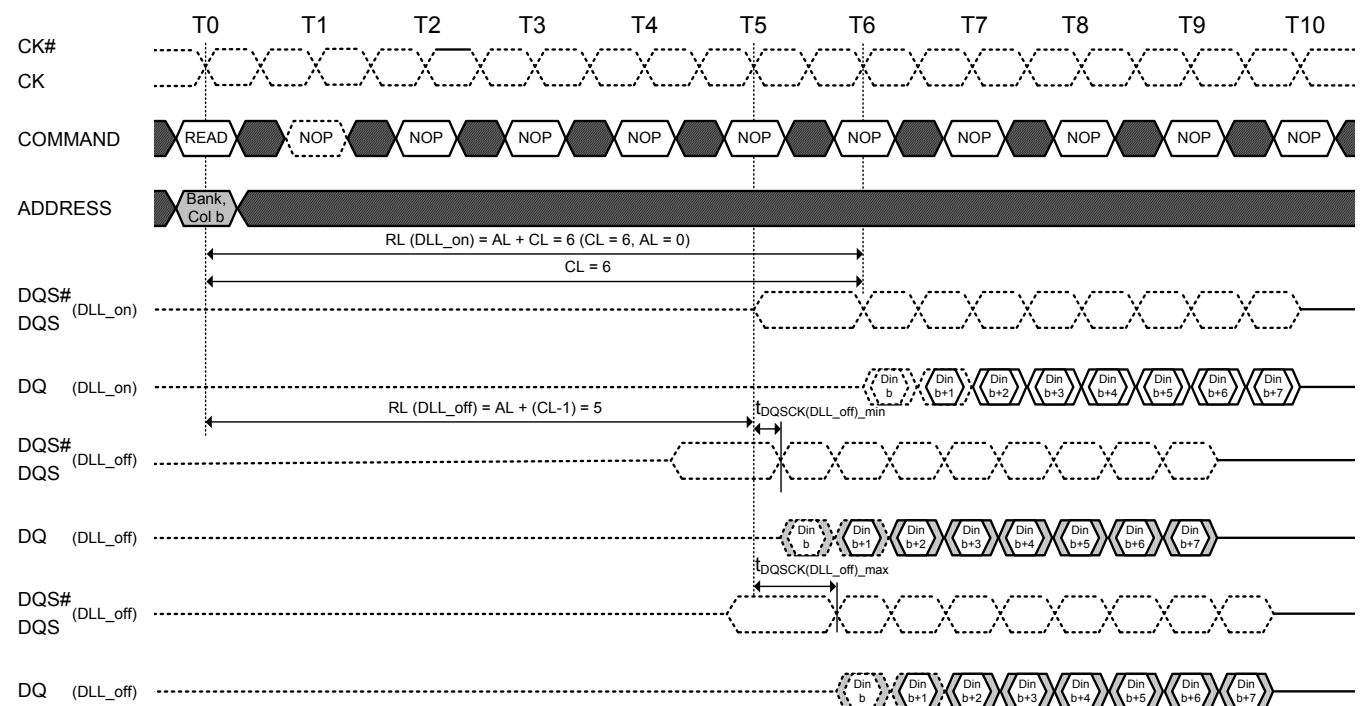 T0 T1 T2 T3 T4 T5 T6 T7 T8 T9 T10
CK#
CK
COMMAND READ NOP NOP NOP NOP NOP NOP NOP NOP NOP NOP
ADDRESS
Bank,
Col b
RL (DLL_on) = AL + CL = 6 (CL = 6, AL = 0)
CL = 6
DQS#
(DLL_on)
DQS
DQ (DLL_on)
Din Din Din Din Din Din Din Din
b b+1 b+2 b+3 b+4 b+5 b+6 b+7
RL (DLL_off) = AL + (CL-1) = 5
tDQSCK(DLL_off)_min
DQS#
(DLL_off)
DQS
DQ (DLL_off)
Din Din Din Din Din Din Din Din
b b+1 b+2 b+3 b+4 b+5 b+6 b+7
tDQSCK(DLL_off)_max
DQS#
(DLL_off)
DQS
DQ (DLL_off)
Din Din Din Din Din Din Din Din
b b+1 b+2 b+3 b+4 b+5 b+6 b+7